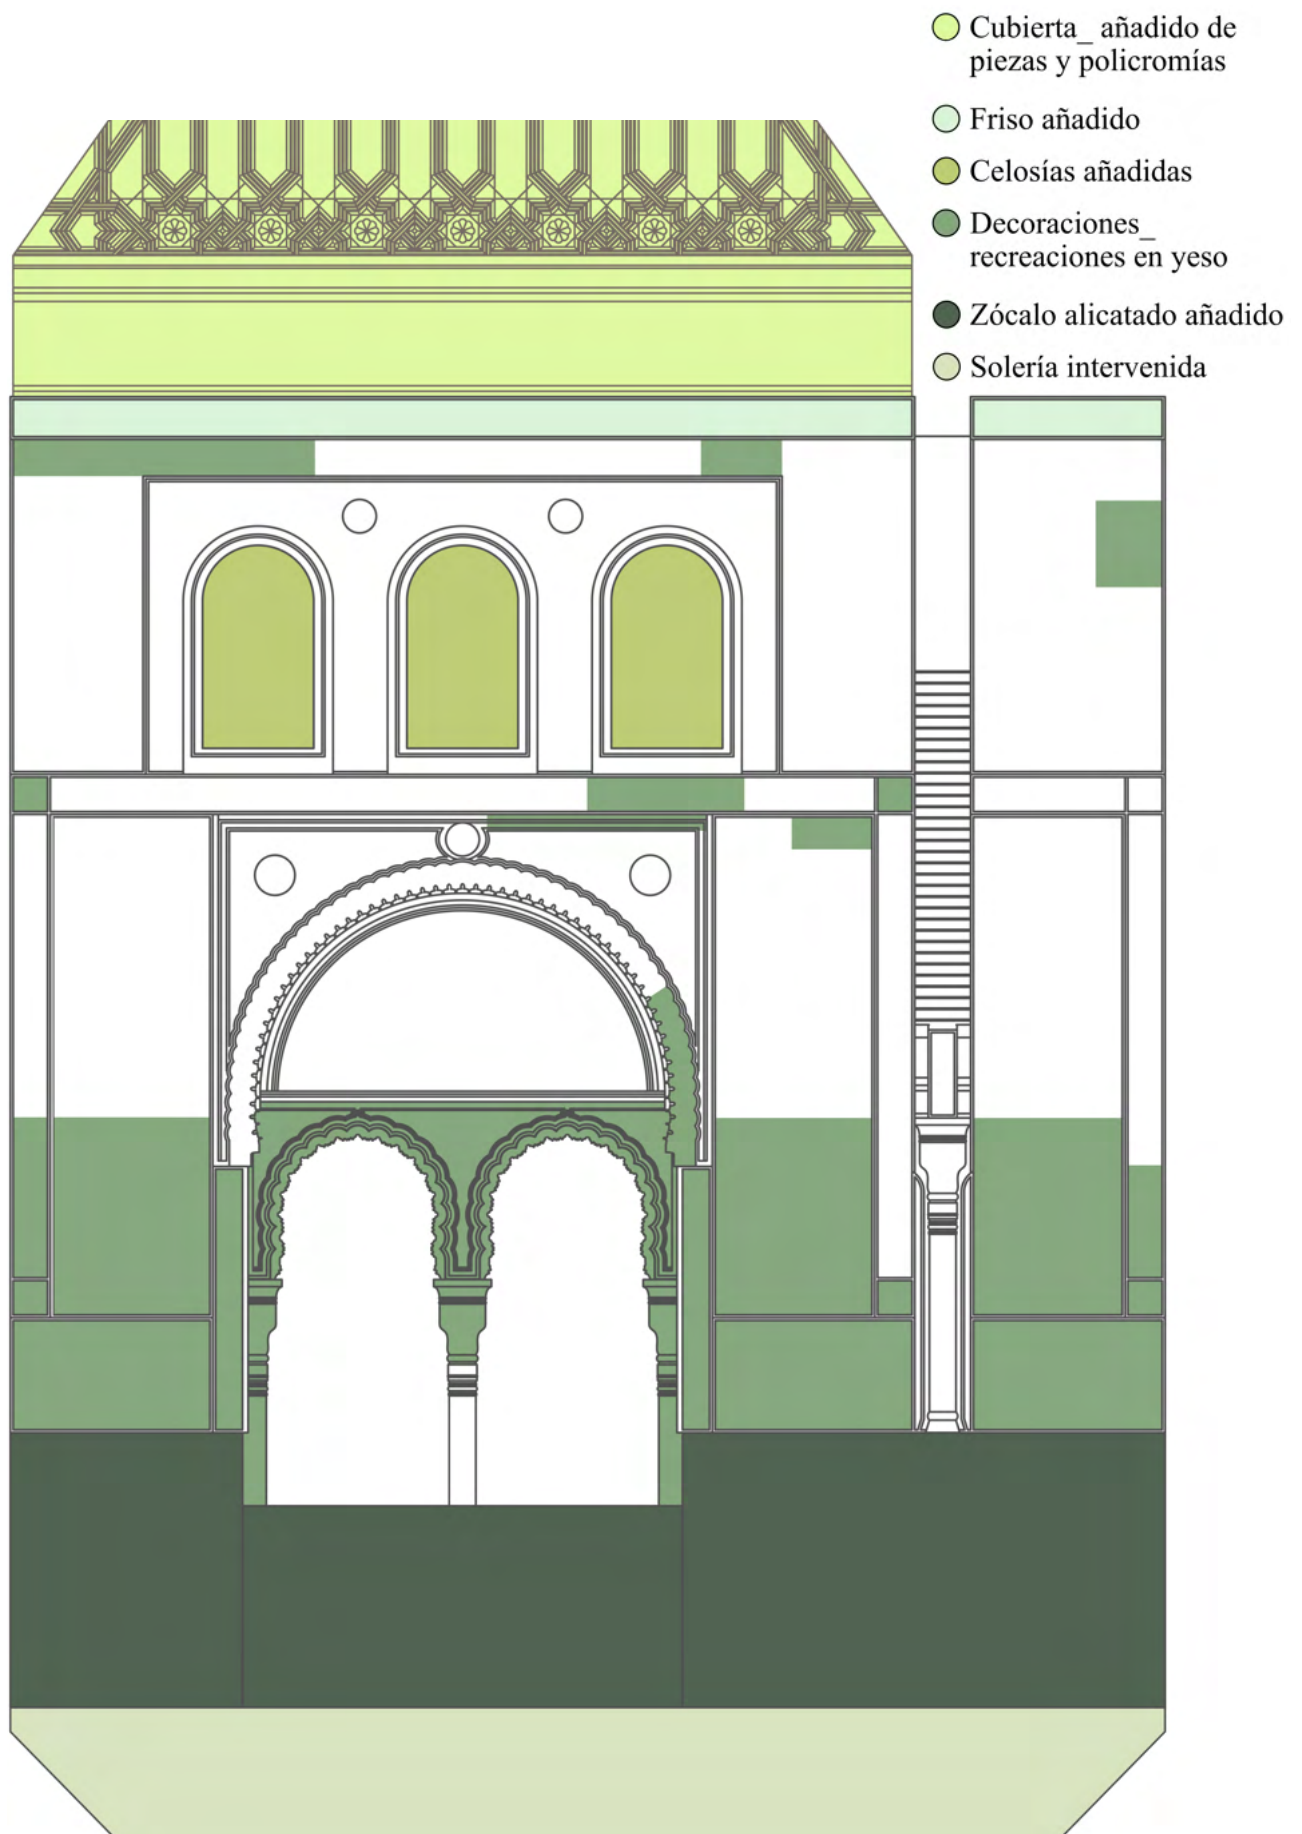 Cubierta_ añadido de
piezas y policromías
Friso añadido
Celosías añadidas
Decoraciones_
recreaciones en yeso
Zócalo alicatado añadido
Solería intervenida